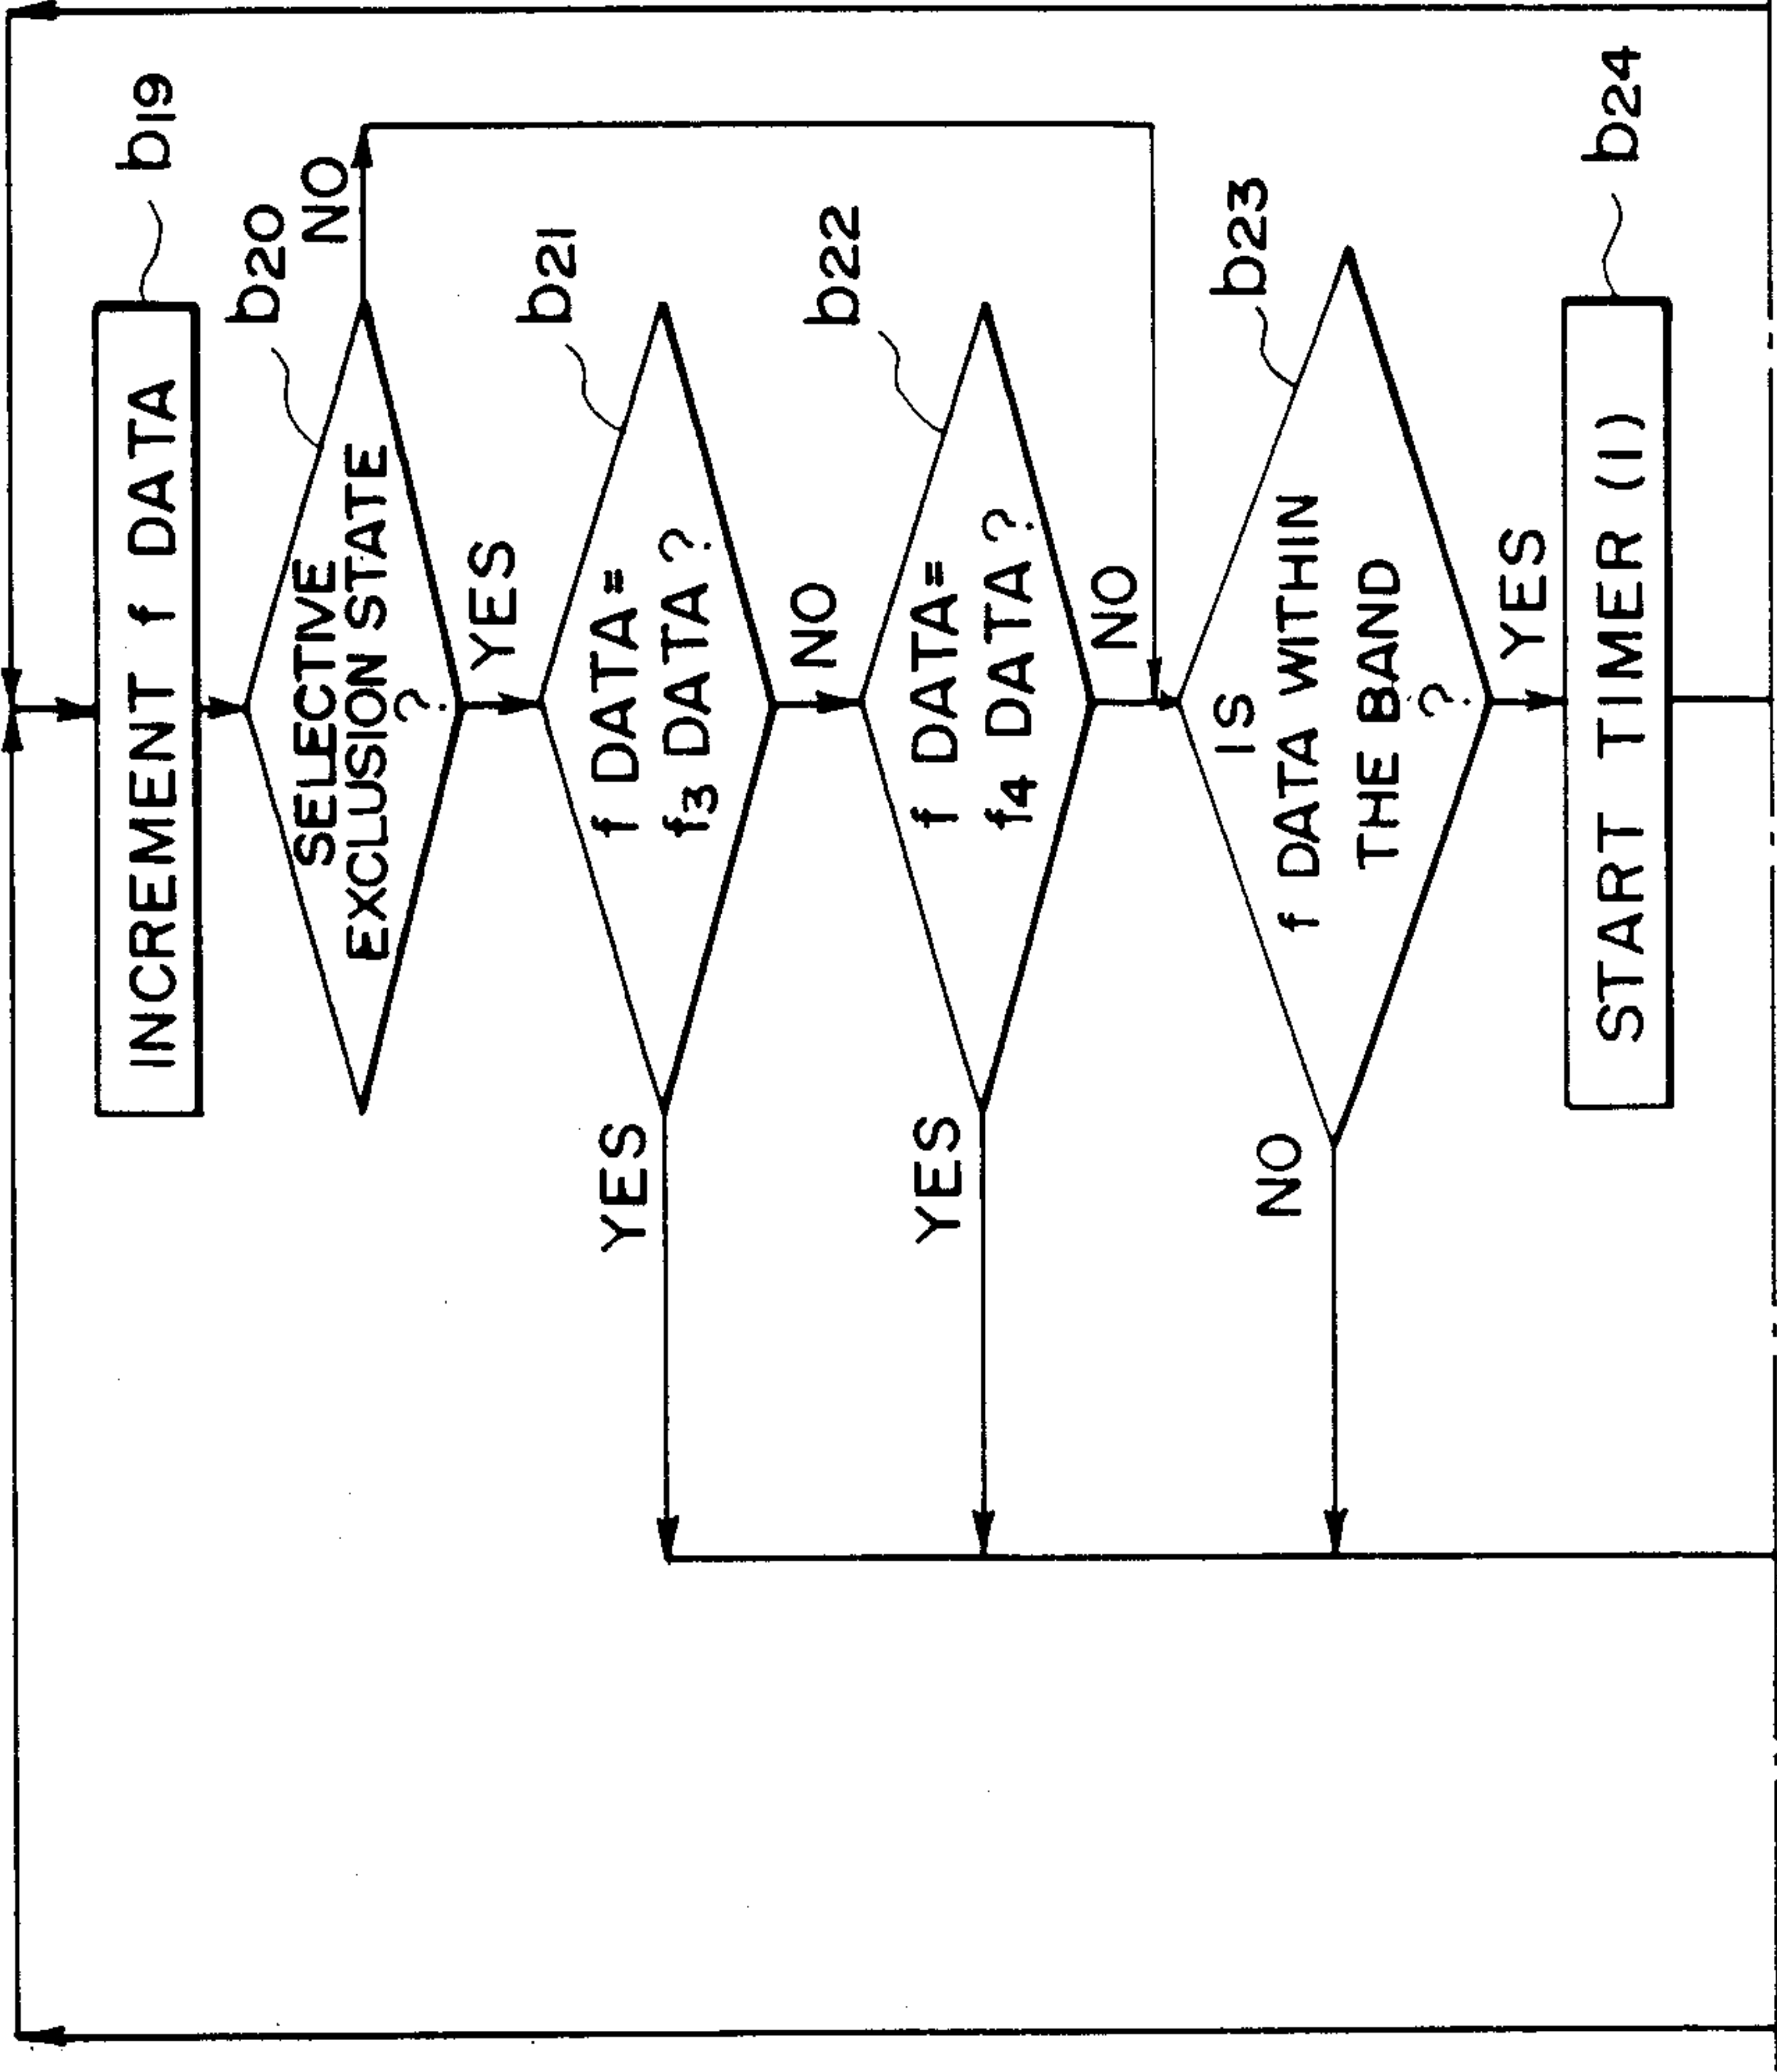 INCREMENT f DATA
b19
SELECTIVE
EXCLUSION STATE
?
b20
NO
YES
f DATA=
f3 DATA?
b21
YES
NO
f DATA=
f4 DATA?
b22
YES
NO
IS
f DATA WITHIN
THE BAND
?
b23
NO
YES
START TIMER (1)
b24